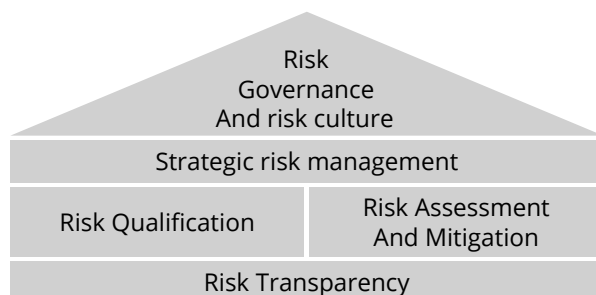 Risk
Governance
And risk culture
Strategic risk management
Risk Qualification
Risk Assessment
And Mitigation
Risk Transparency